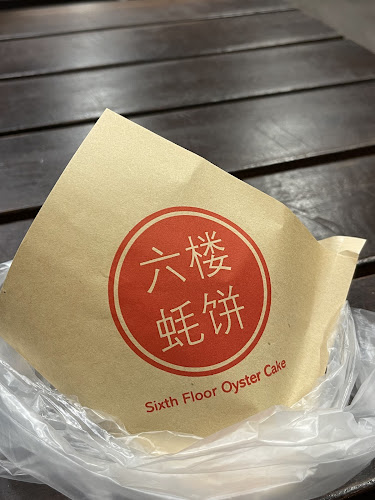 六楼
蚝饼
Sixth Floor Oyster Cake